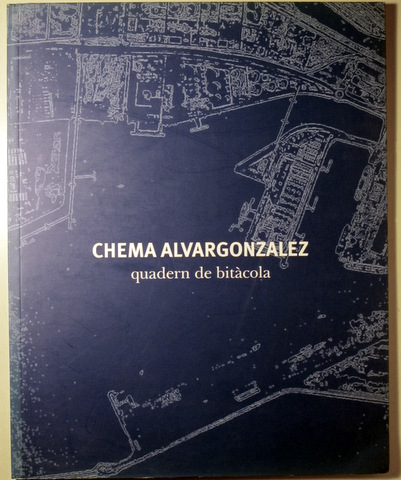 CHEMA ALVARGONZALEZ
quadern de bitàcola